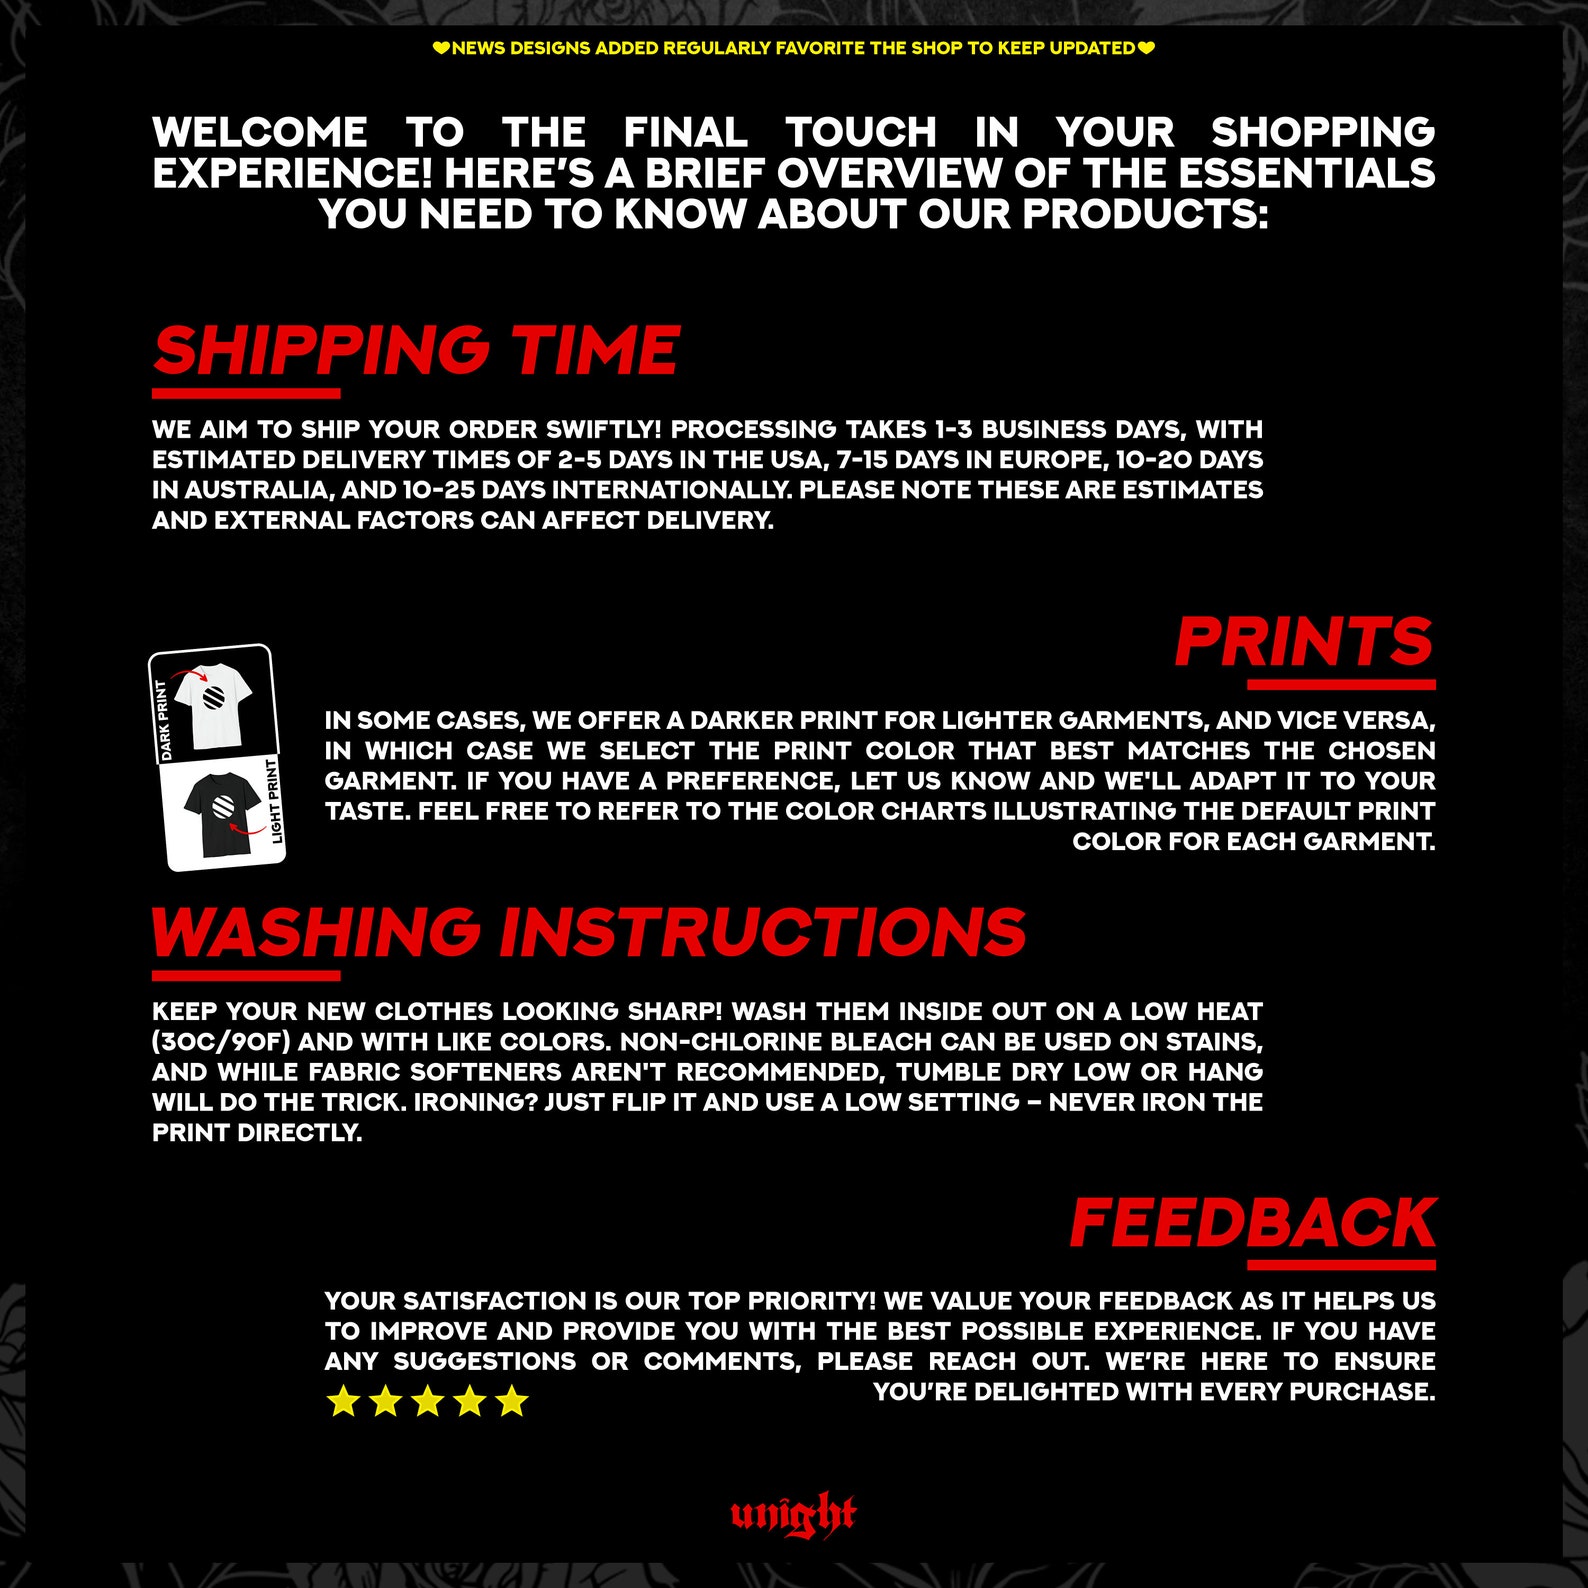 ♥NEWS DESIGNS ADDED REGULARLY FAVORITE THE SHOP TO KEEP UPDATED♥
WELCOME TO THE FINAL TOUCH IN YOUR SHOPPING
EXPERIENCE! HERE'S A BRIEF OVERVIEW OF THE ESSENTIALS
YOU NEED TO KNOW ABOUT OUR PRODUCTS:
SHIPPING TIME
WE AIM TO SHIP YOUR ORDER SWIFTLY! PROCESSING TAKES 1-3 BUSINESS DAYS, WITH
ESTIMATED DELIVERY TIMES OF 2-5 DAYS IN THE USA, 7-15 DAYS IN EUROPE, 10-20 DAYS
IN AUSTRALIA, AND 10-25 DAYS INTERNATIONALLY. PLEASE NOTE THESE ARE ESTIMATES
AND EXTERNAL FACTORS CAN AFFECT DELIVERY.
PRINTS
DARK PRINT
LIGHT PRINT
IN SOME CASES, WE OFFER A DARKER PRINT FOR LIGHTER GARMENTS, AND VICE VERSA,
IN WHICH CASE WE SELECT THE PRINT COLOR THAT BEST MATCHES THE CHOSEN
GARMENT. IF YOU HAVE A PREFERENCE, LET US KNOW AND WE'LL ADAPT IT TO YOUR
TASTE. FEEL FREE TO REFER TO THE COLOR CHARTS ILLUSTRATING THE DEFAULT PRINT
COLOR FOR EACH GARMENT.
WASHING INSTRUCTIONS
KEEP YOUR NEW CLOTHES LOOKING SHARP! WASH THEM INSIDE OUT ON A LOW HEAT
(30C/90F) AND WITH LIKE COLORS. NON-CHLORINE BLEACH CAN BE USED ON STAINS,
AND WHILE FABRIC SOFTENERS AREN'T RECOMMENDED, TUMBLE DRY LOW OR HANG
WILL DO THE TRICK. IRONING? JUST FLIP IT AND USE A LOW SETTING – NEVER IRON THE
PRINT DIRECTLY.
FEEDBACK
YOUR SATISFACTION IS OUR TOP PRIORITY! WE VALUE YOUR FEEDBACK AS IT HELPS US
TO IMPROVE AND PROVIDE YOU WITH THE BEST POSSIBLE EXPERIENCE. IF YOU HAVE
ANY SUGGESTIONS OR COMMENTS, PLEASE REACH OUT. WE'RE HERE TO ENSURE
YOU'RE DELIGHTED WITH EVERY PURCHASE.
unight